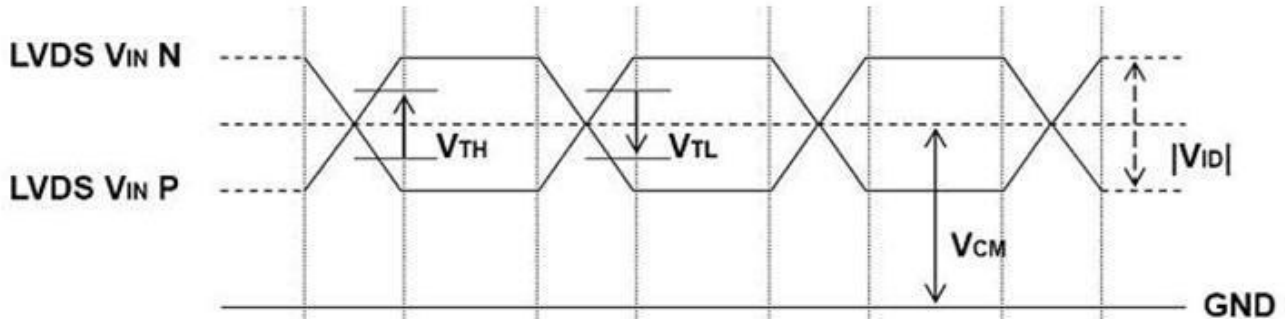 LVDS VIN N
VTH
VTL
LVDS VIN P
|VID|
VCM
GND